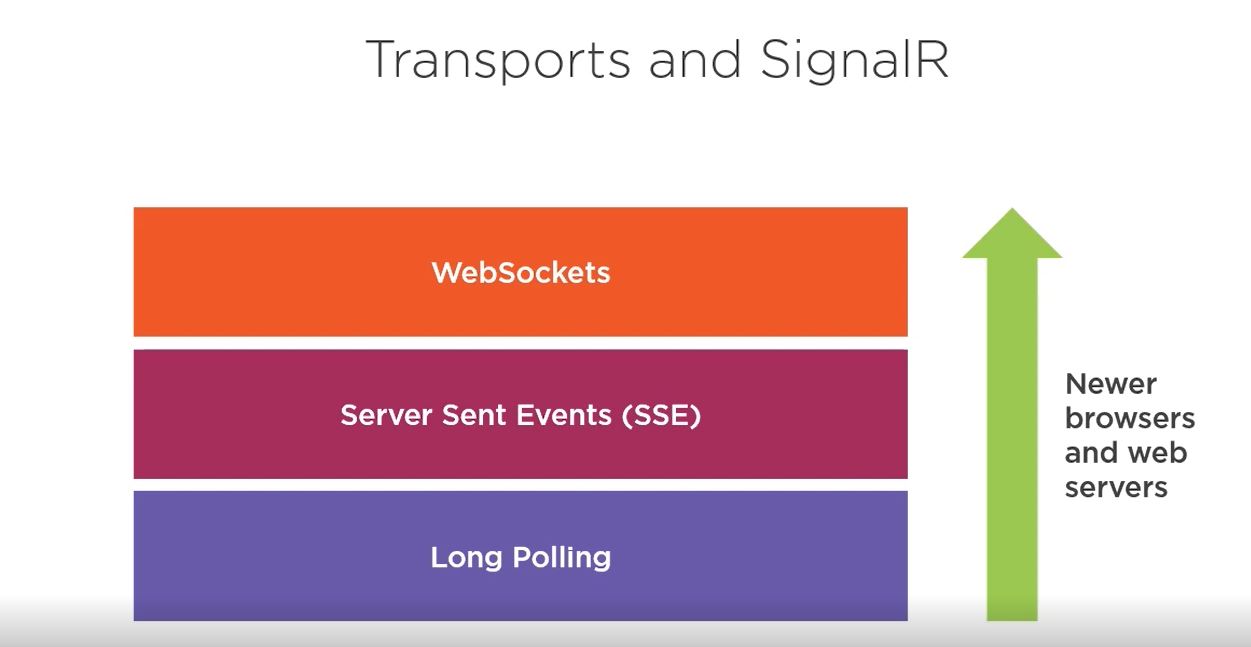 Transports and SignalR
WebSockets
Server Sent Events (SSE)
Long Polling
Newer
browsers
and web
servers